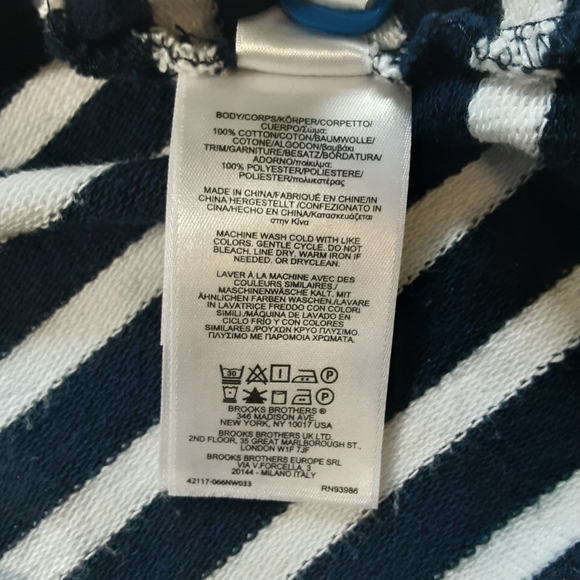 BODY/CORPS/KÖRPER/CORPETTO/
CUERPO/Σώμα:
100% COTTON/COTON/BAUMWOLLE/
COTONE/ALGODON/βαμβάκι
TRIM/GARNITURE/BESATZ/BORDATURA/
ADORNO/ποίκιλμα:
100% POLYESTER/POLIESTERE/
POLIESTER/πολυεστέρας
MADE IN CHINA/FABRIQUÉ EN CHINE/IN
CHINA HERGESTELLT/CONFEZIONATO IN
CINA/HECHO EN CHINA/Κατασκευάζεται
στην Κίνα
MACHINE WASH COLD WITH LIKE
COLORS. GENTLE CYCLE. DO NOT
BLEACH. LINE DRY. WARM IRON IF
NEEDED. OR DRYCLEAN.
LAVER À LA MACHINE AVEC DES
COULEURS SIMILAIRES./
MASCHINENWÄSCHE KALT. MIT
ÄHNLICHEN FARBEN WASCHEN./LAVARE
IN LAVATRICE FREDDO CON COLORI
SIMILI./MÁQUINA DE LAVADO EN
CICLO FRÍO Y CON COLORES
SIMILARES./ΡΟΥΧΩΝ ΚΡΥΟ ΠΛΥΣΙΜΟ.
ΠΛΥΣΙΜΟ ΜΕ ΠΑΡΟΜΟΙΑ ΧΡΩΜΑΤΑ.
30 P
P
BROOKS BROTHERS ®
346 MADISON AVE.
NEW YORK, NY 10017 USA
BROOKS BROTHERS UK LTD.
2ND FLOOR, 35 GREAT MARLBOROUGH ST.,
LONDON W1F 7JF
BROOKS BROTHERS EUROPE SRL
VIA V.FORCELLA, 3
20144 - MILANO ITALY
42117-066NW033 RN93986